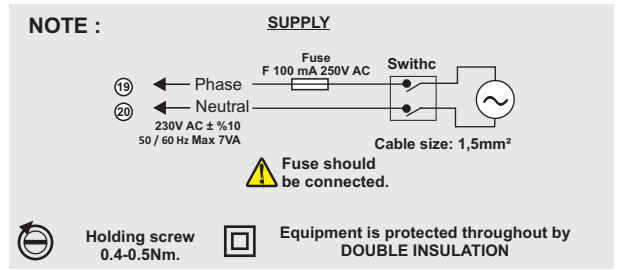 NOTE :
SUPPLY
Fuse
F 100 mA 250V AC
Swithc
19
Phase
20
Neutral
230V AC ± %10
50 / 60 Hz Max 7VA
Cable size: 1,5mm²
Fuse should
be connected.
Holding screw
0.4-0.5Nm.
Equipment is protected throughout by
DOUBLE INSULATION